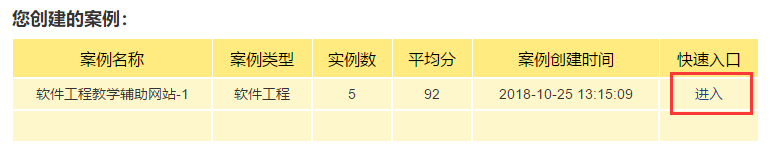 您创建的案例：
案例名称 案例类型 实例数 平均分 案例创建时间 快速入口
软件工程教学辅助网站-1 软件工程 5 92 2018-10-25 13:15:09 进入